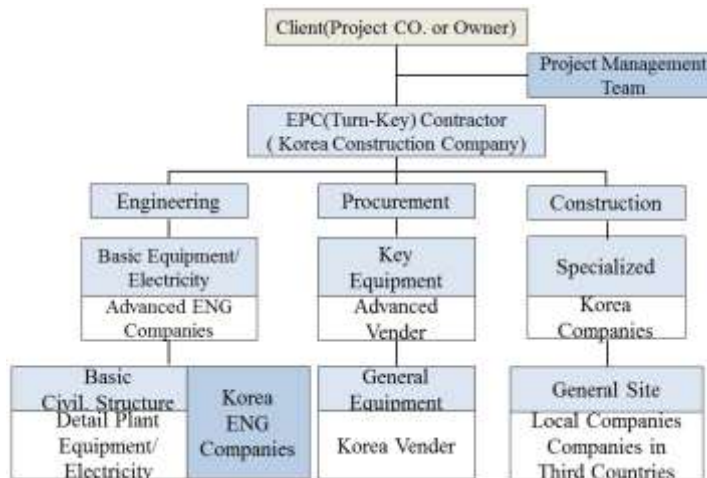 Client(Project CO. or Owner)
Project Management
Team
EPC(Turn-Key) Contractor
( Korea Construction Company)
Engineering
Procurement
Construction
Basic Equipment/
Electricity
Advanced ENG
Companies
Key
Equipment
Advanced
Vender
Specialized
Korea
Companies
Basic
Civil. Structure
Detail Plant
Equipment/
Electricity
Korea
ENG
Companies
General
Equipment
Korea Vender
General Site
Local Companies
Companies in
Third Countries